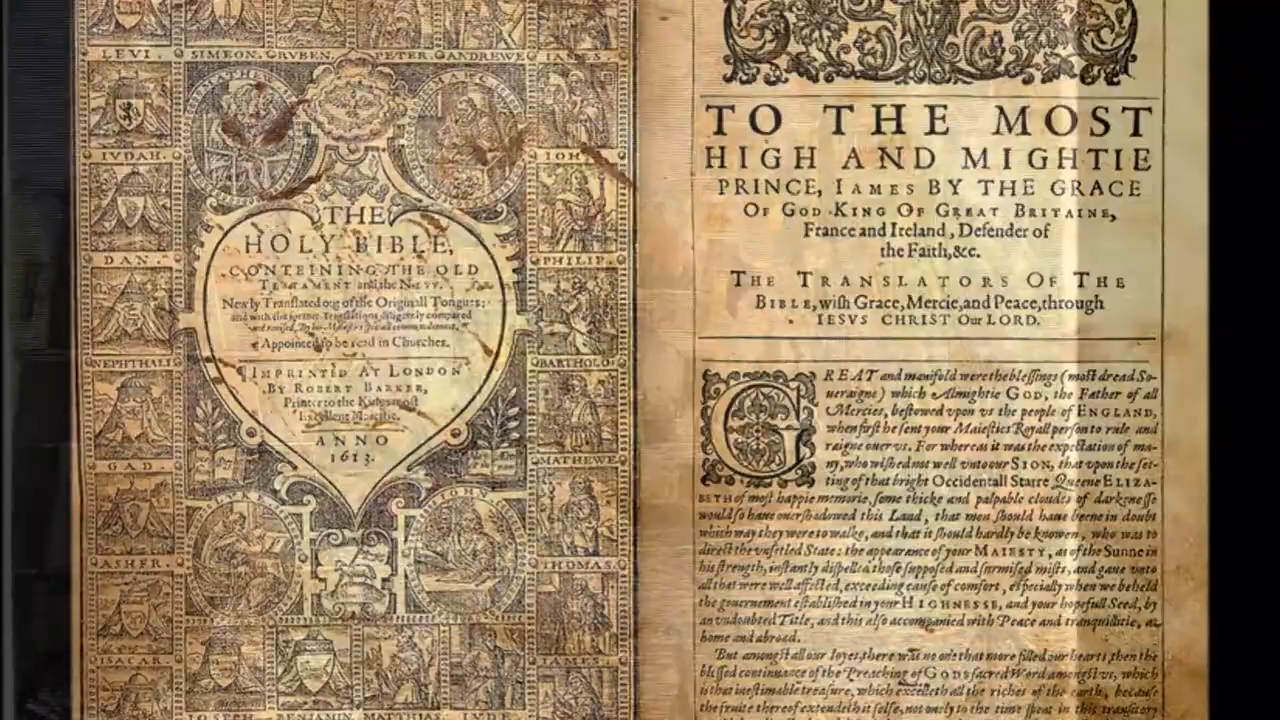 LEVI. SIMEON. RVBEN. PETER. ANDREWE IAMES.
MATHEW MARC
IVDAH. IOHN
DAN. PHILIP.
NEPHTHALI BARTHOLO
GAD. MATHEWE
ASHER. THOMAS.
ISACAR. IAMES.
IOSEPH. BENIAMIN. MATTHIAS. IVDE
LVKE IOHN
THE
HOLY BIBLE,
CONTEINING THE OLD
TESTAMENT and the NEW.
Newly Translated out of the Originall Tongues:
and with the former Translations diligently compared
and reuised, by his Maiesties speciall commandement.
Appointed to be read in Churches.
IMPRINTED AT LONDON
BY ROBERT BARKER,
Printer to the Kings most
Excellent Maiestie.
ANNO
1613.
TO THE MOST
HIGH AND MIGHTIE
PRINCE, IAMES BY THE GRACE
OF GOD KING OF GREAT BRITAINE,
France and Ireland, Defender of
the Faith, &c.
THE TRANSLATORS OF THE
BIBLE, wish Grace, Mercie, and Peace, through
IESVS CHRIST Our LORD.
GREAT and manifold were the blessings (most dread So-
ueraigne) which Almightie GOD, the Father of all
Mercies, bestowed vpon vs the people of ENGLAND,
when first he sent your Maiesties Royall person to rule and
raigne ouer vs. For whereas it was the expectation of ma-
ny, who wished not well vnto our SION, that vpon the set-
ting of that bright Occidentall Starre Queene ELIZA-
BETH of most happie memorie, some thicke and palpable clouds of darkenesse
would so haue ouershadowed this Land, that men should haue beene in doubt
which way they were to walke, and that it should hardly be knowen, who was to
direct the vnsetled State: the appearance of your MAIESTY, as of the Sunne in
his strength, instantly dispelled those supposed and surmised mists, and gaue vnto
all that were well affected, exceeding cause of comfort, especially when we beheld
the gouernement established in your HIGHNESSE, and your hopefull Seed, by
an vndoubted Title, and this also accompanied with Peace and tranquillitie, at
home and abroad.
But amongst all our Ioyes, there was no one that more filled our hearts, then the
blessed continuance of the Preaching of GODS sacred Word amongst vs, which
is that inestimable treasure, which excelleth all the riches of the earth, because
the fruite thereof extendeth it selfe, not onely to the time spent in this transitory